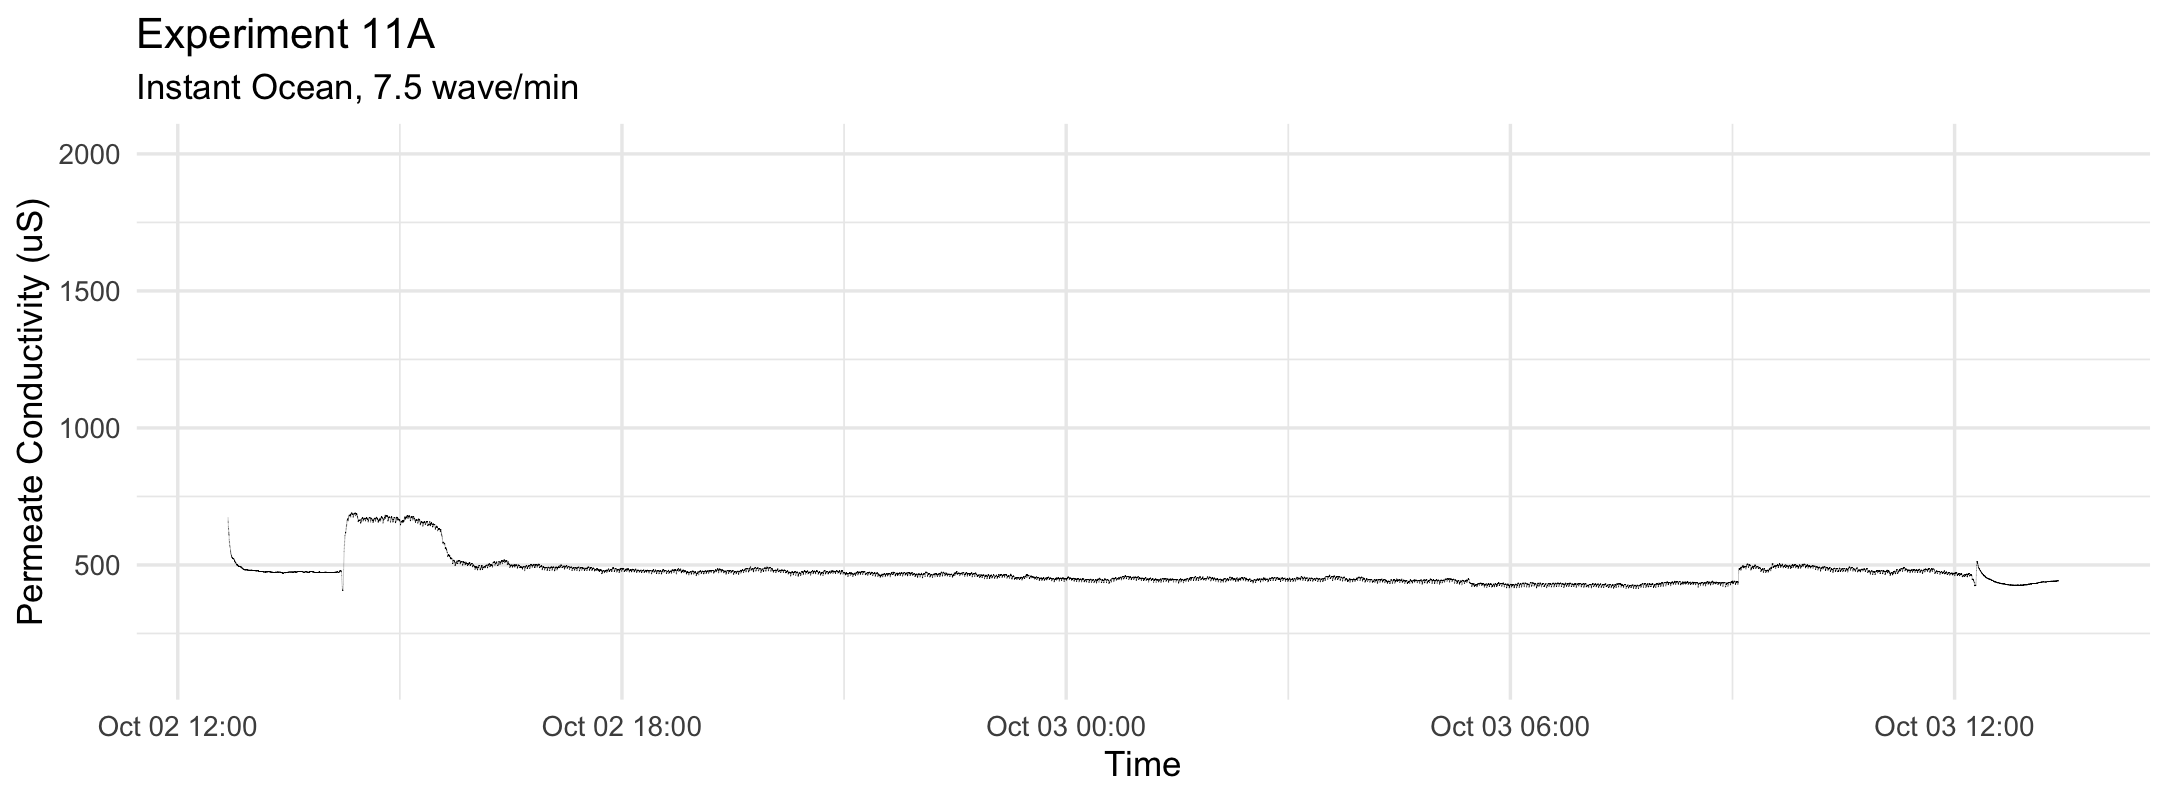 Experiment 11A
Instant Ocean, 7.5 wave/min
Permeate Conductivity (uS)
2000
1500
1000
500
Oct 02 12:00 Oct 02 18:00 Oct 03 00:00 Oct 03 06:00 Oct 03 12:00
Time